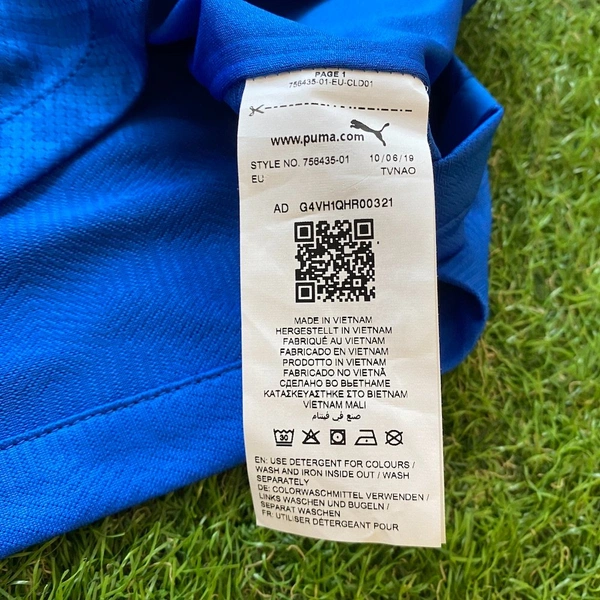 PAGE 1
756435-01-EU-CLD01
www.puma.com
STYLE NO. 756435-01 10/06/19
EU TVNAO
AD G4VH1QHR00321
MADE IN VIETNAM
HERGESTELLT IN VIETNAM
FABRIQUÉ AU VIETNAM
FABRICADO EN VIETNAM
PRODOTTO IN VIETNAM
FABRICADO NO VIETNÃ
СДЕЛАНО ВО ВЬЕТНАМЕ
ΚΑΤΑΣΚΕΥΑΣΤΗΚΕ ΣΤΟ ΒΙΕΤΝΑΜ
VİETNAM MALI
صنع في فيتنام
30
EN: USE DETERGENT FOR COLOURS /
WASH AND IRON INSIDE OUT / WASH
SEPARATELY
DE: COLORWASCHMITTEL VERWENDEN /
LINKS WASCHEN UND BUGELN /
SEPARAT WASCHEN
FR: UTILISER DETERGEANT POUR